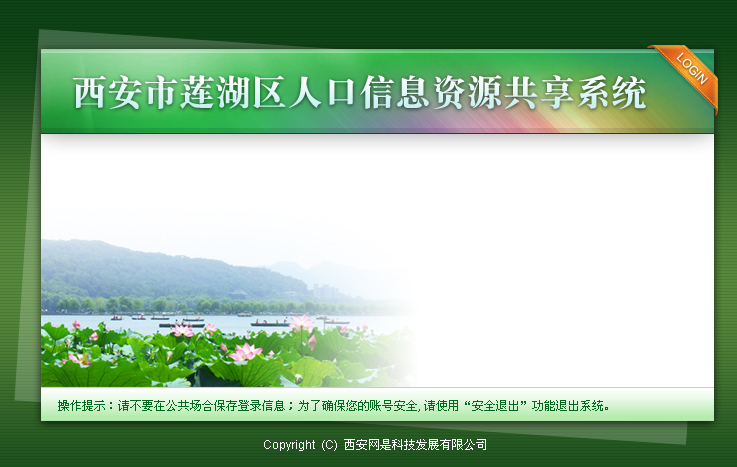 西安市莲湖区人口信息资源共享系统
LOGIN
操作提示：请不要在公共场合保存登录信息；为了确保您的账号安全,请使用“安全退出”功能退出系统。
Copyright (C) 西安网是科技发展有限公司